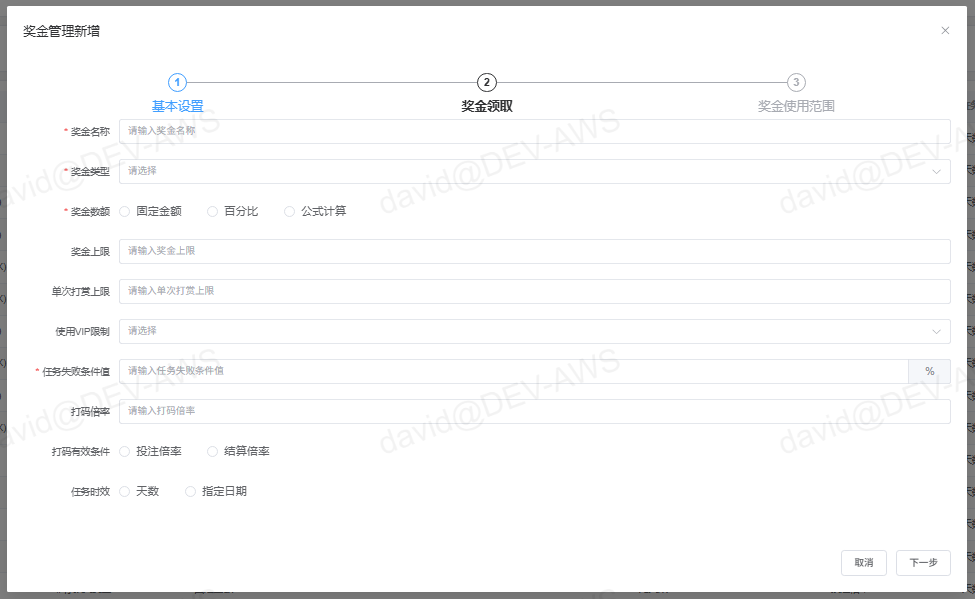 奖金管理新增
1 2 3
基本设置 奖金领取 奖金使用范围
* 奖金名称 请输入奖金名称
* 奖金类型 请选择
* 奖金数额 固定金额 百分比 公式计算
奖金上限 请输入奖金上限
单次打赏上限 请输入单次打赏上限
使用VIP限制 请选择
* 任务失败条件值 请输入任务失败条件值 %
打码倍率 请输入打码倍率
打码有效条件 投注倍率 结算倍率
任务时效 天数 指定日期
取消 下一步
david@DEV-AWS
david@DEV-AWS
david@DEV-AWS
david@DEV-AWS
david@DEV-AWS
david@DEV-AWS